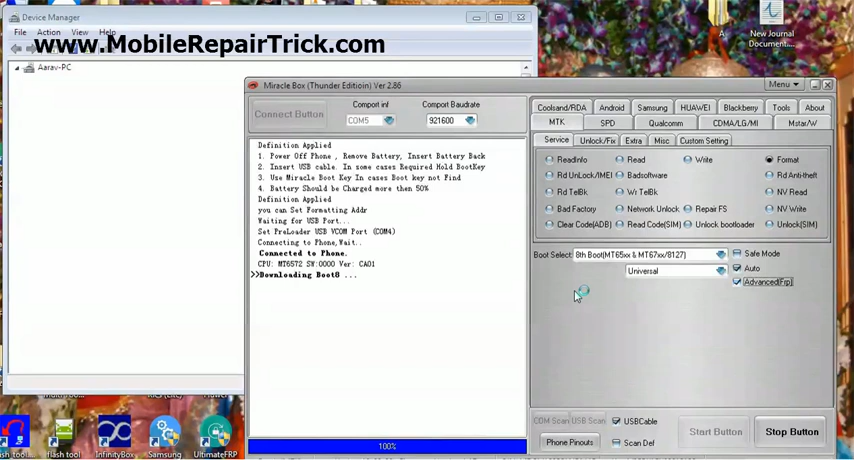 Device Manager
File Action View Help
www.MobileRepairTrick.com
Aarav-PC
A
New Journal
Document....
Miracle Box (Thunder Editioin) Ver 2.86
Menu
Connect Button
Comport inf
Comport Baudrate
COM5
921600
Coolsand/RDA Android Samsung HUAWEI Blackberry Tools About
MTK SPD Qualcomm CDMA/LG/MI Mstar/W
Service Unlock/Fix Extra Misc Custom Setting
Definition Applied
1. Power Off Phone , Remove Battery, Insert Battery Back
2. Insert USB cable. In some cases Required Hold BootKey
3. Use Miracle Boot Key In cases Boot key not Find
4. Battery Should be Charged more then 50%
Definition Applied
you can Set Formatting Addr
Waiting for USB Port...
Set PreLoader USB VCOM Port (COM4)
Connecting to Phone,Wait..
Connected to Phone.
CPU: MT6572 SW:0000 Ver: CA01
>>Downloading Boot8 ...
ReadInfo Read Write Format
Rd UnLock/IMEI Badsoftware Rd Anti-theft
Rd TelBk Wr TelBk NV Read
Bad Factory Network Unlock Repair FS NV Write
Clear Code(ADB) Read Code(SIM) Unlock bootloader Unlock(SIM)
Boot Select: 8th Boot(MT65xx & MT67xx/8127) Safe Mode
Universal Auto
Advanced[Frp]
COM Scan USB Scan USBCable
Phone Pinouts Scan Def
Start Button Stop Button
100%
flash tool
InfinityBox
Samsung
UltimateFRP